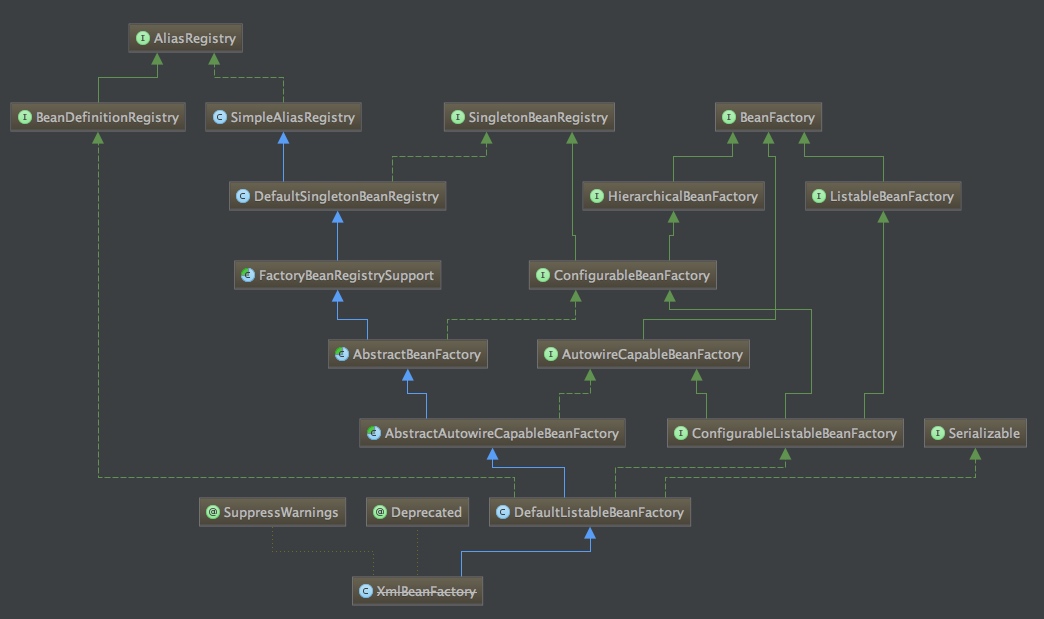 I AliasRegistry
I BeanDefinitionRegistry
C SimpleAliasRegistry
I SingletonBeanRegistry
I BeanFactory
C DefaultSingletonBeanRegistry
I HierarchicalBeanFactory
I ListableBeanFactory
C FactoryBeanRegistrySupport
I ConfigurableBeanFactory
C AbstractBeanFactory
I AutowireCapableBeanFactory
C AbstractAutowireCapableBeanFactory
I ConfigurableListableBeanFactory
I Serializable
@ SuppressWarnings
@ Deprecated
C DefaultListableBeanFactory
C XmlBeanFactory